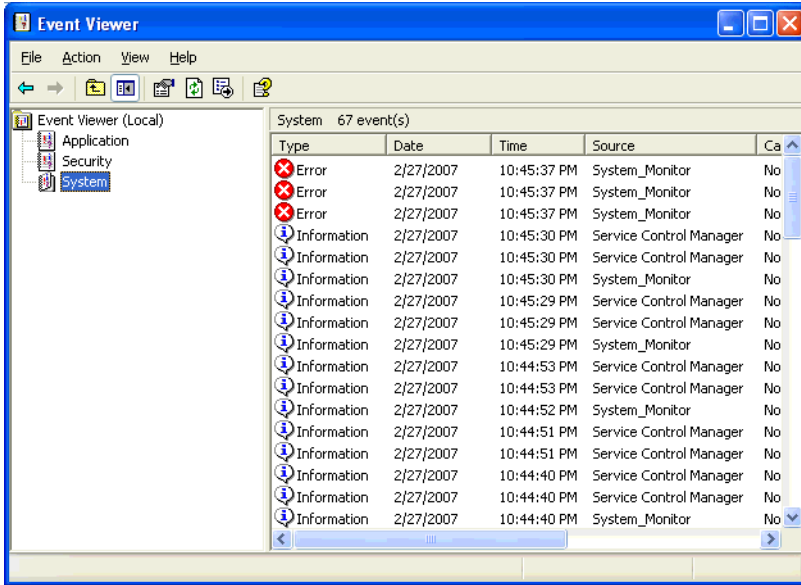 Event Viewer
File Action View Help
Event Viewer (Local)
Application
Security
System
System 67 event(s)
Type Date Time Source Ca
Error 2/27/2007 10:45:37 PM System_Monitor No
Error 2/27/2007 10:45:37 PM System_Monitor No
Error 2/27/2007 10:45:37 PM System_Monitor No
Information 2/27/2007 10:45:30 PM Service Control Manager No
Information 2/27/2007 10:45:30 PM Service Control Manager No
Information 2/27/2007 10:45:30 PM System_Monitor No
Information 2/27/2007 10:45:29 PM Service Control Manager No
Information 2/27/2007 10:45:29 PM Service Control Manager No
Information 2/27/2007 10:45:29 PM System_Monitor No
Information 2/27/2007 10:44:53 PM Service Control Manager No
Information 2/27/2007 10:44:53 PM Service Control Manager No
Information 2/27/2007 10:44:52 PM System_Monitor No
Information 2/27/2007 10:44:51 PM Service Control Manager No
Information 2/27/2007 10:44:51 PM Service Control Manager No
Information 2/27/2007 10:44:40 PM Service Control Manager No
Information 2/27/2007 10:44:40 PM Service Control Manager No
Information 2/27/2007 10:44:40 PM System_Monitor No